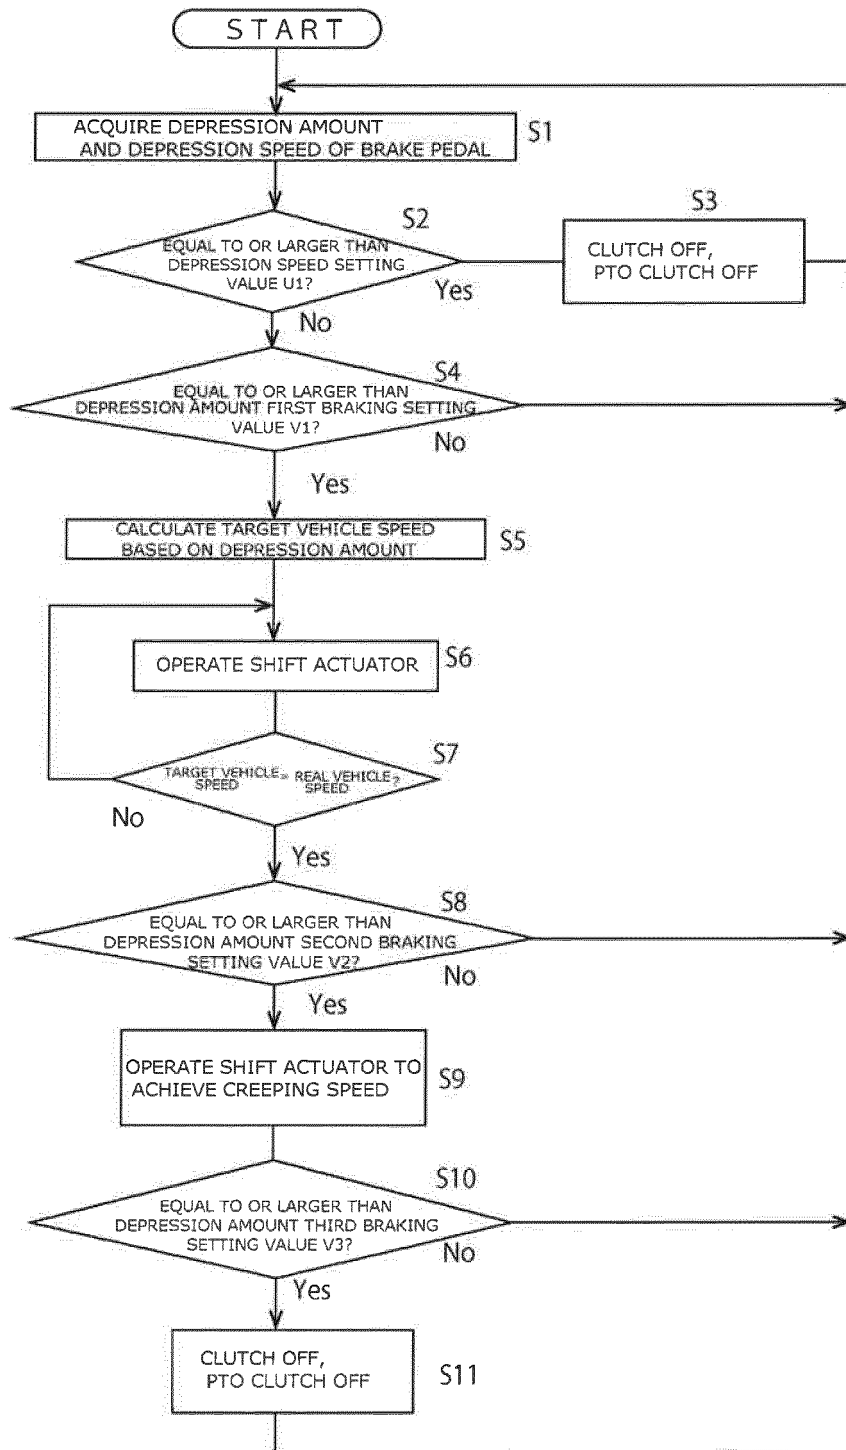 START
ACQUIRE DEPRESSION AMOUNT
AND DEPRESSION SPEED OF BRAKE PEDAL
S1
S2
EQUAL TO OR LARGER THAN
DEPRESSION SPEED SETTING
VALUE U1?
Yes
No
S3
CLUTCH OFF,
PTO CLUTCH OFF
S4
EQUAL TO OR LARGER THAN
DEPRESSION AMOUNT FIRST BRAKING SETTING
VALUE V1?
No
Yes
CALCULATE TARGET VEHICLE SPEED
BASED ON DEPRESSION AMOUNT
S5
OPERATE SHIFT ACTUATOR
S6
S7
TARGET VEHICLE
SPEED
=
REAL VEHICLE
SPEED
?
No
Yes
S8
EQUAL TO OR LARGER THAN
DEPRESSION AMOUNT SECOND BRAKING
SETTING VALUE V2?
No
Yes
OPERATE SHIFT ACTUATOR TO
ACHIEVE CREEPING SPEED
S9
S10
EQUAL TO OR LARGER THAN
DEPRESSION AMOUNT THIRD BRAKING
SETTING VALUE V3?
No
Yes
CLUTCH OFF,
PTO CLUTCH OFF
S11